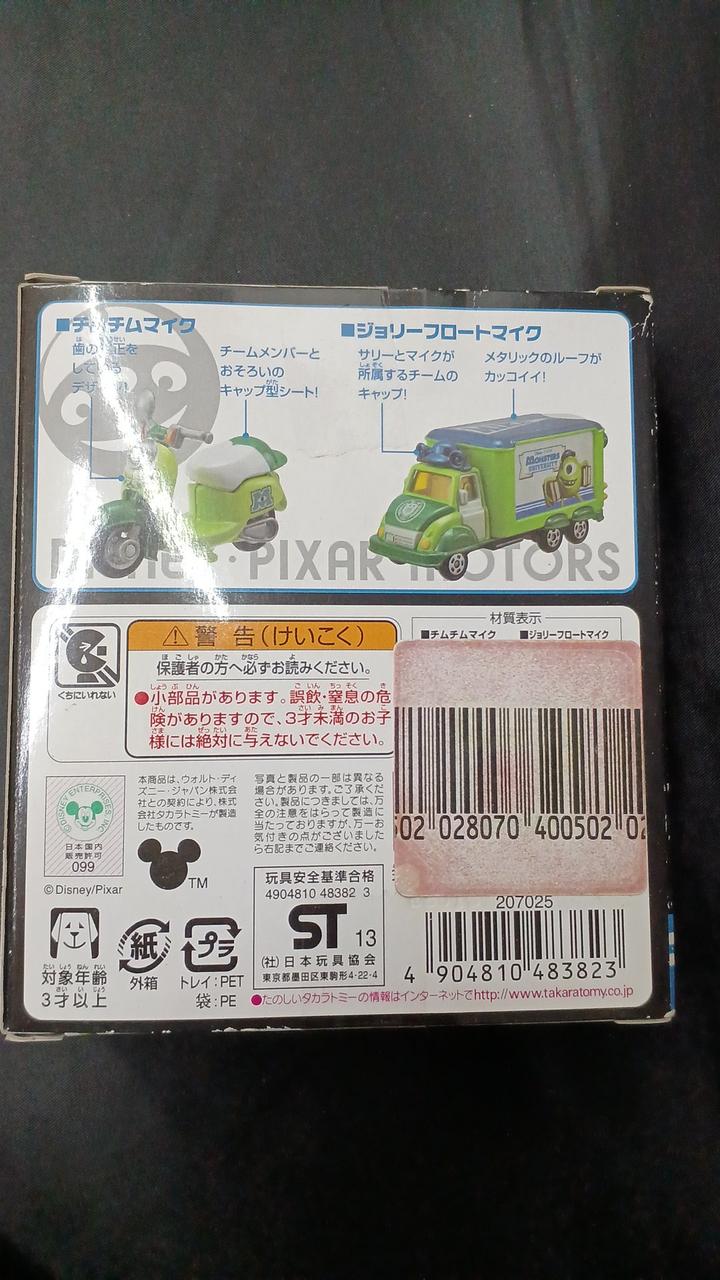 ■チムチムマイク
歯の矯正を
して
デザ
チームメンバーと
おそろいの
キャップ型シート!
■ジョリーフロートマイク
サリーとマイクが
所属するチームの
キャップ!
メタリックのルーフが
カッコイイ!
MONSTERS
UNIVERSITY
PIXAR MOTORS
くちにいれない
⚠警告(けいこく)
保護者の方へ必ずお読みください。
●小部品があります。誤飲・窒息の危
険がありますので、3才未満のお子
様には絶対に与えないでください。
材質表示
■チムチムマイク
■ジョリーフロートマイク
502 028070 400502 02
©DISNEY ENTERPRISES, INC.
日本国内
販売許可
099
©Disney/Pixar
本商品は、ウォルト・ディ
ズニー・ジャパン株式会
社との契約により、株式
会社タカラトミーが製造
したものです。
TM
写真と製品の一部は異なる
場合があります。ご了承くだ
さい。製品につきましては、万
全の注意をはらって製造に
当たっておりますが、万一お
気付きの点がございました
ら右記までご連絡ください。
対象年齢
3才以上
紙
外箱
プラ
トレイ:PET
袋:PE
玩具安全基準合格
4904810 48382 3
ST 13
(社)日本玩具協会
東京都墨田区東駒形4-22-4
207025
4 904810 483823
●たのしいタカラトミーの情報はインターネットでhttp://www.takaratomy.co.jp